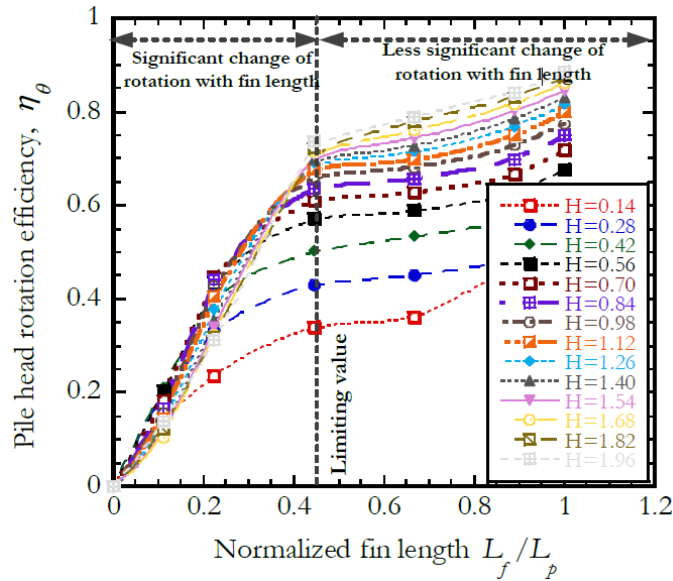 Significant change of
rotation with fin length
Less significant change of
rotation with fin length
Pile head rotation efficiency, η_θ
1
0.8
0.6
0.4
0.2
0
Limiting value
H=0.14
H=0.28
H=0.42
H=0.56
H=0.70
H=0.84
H=0.98
H=1.12
H=1.26
H=1.40
H=1.54
H=1.68
H=1.82
H=1.96
0 0.2 0.4 0.6 0.8 1 1.2
Normalized fin length L_f/L_p